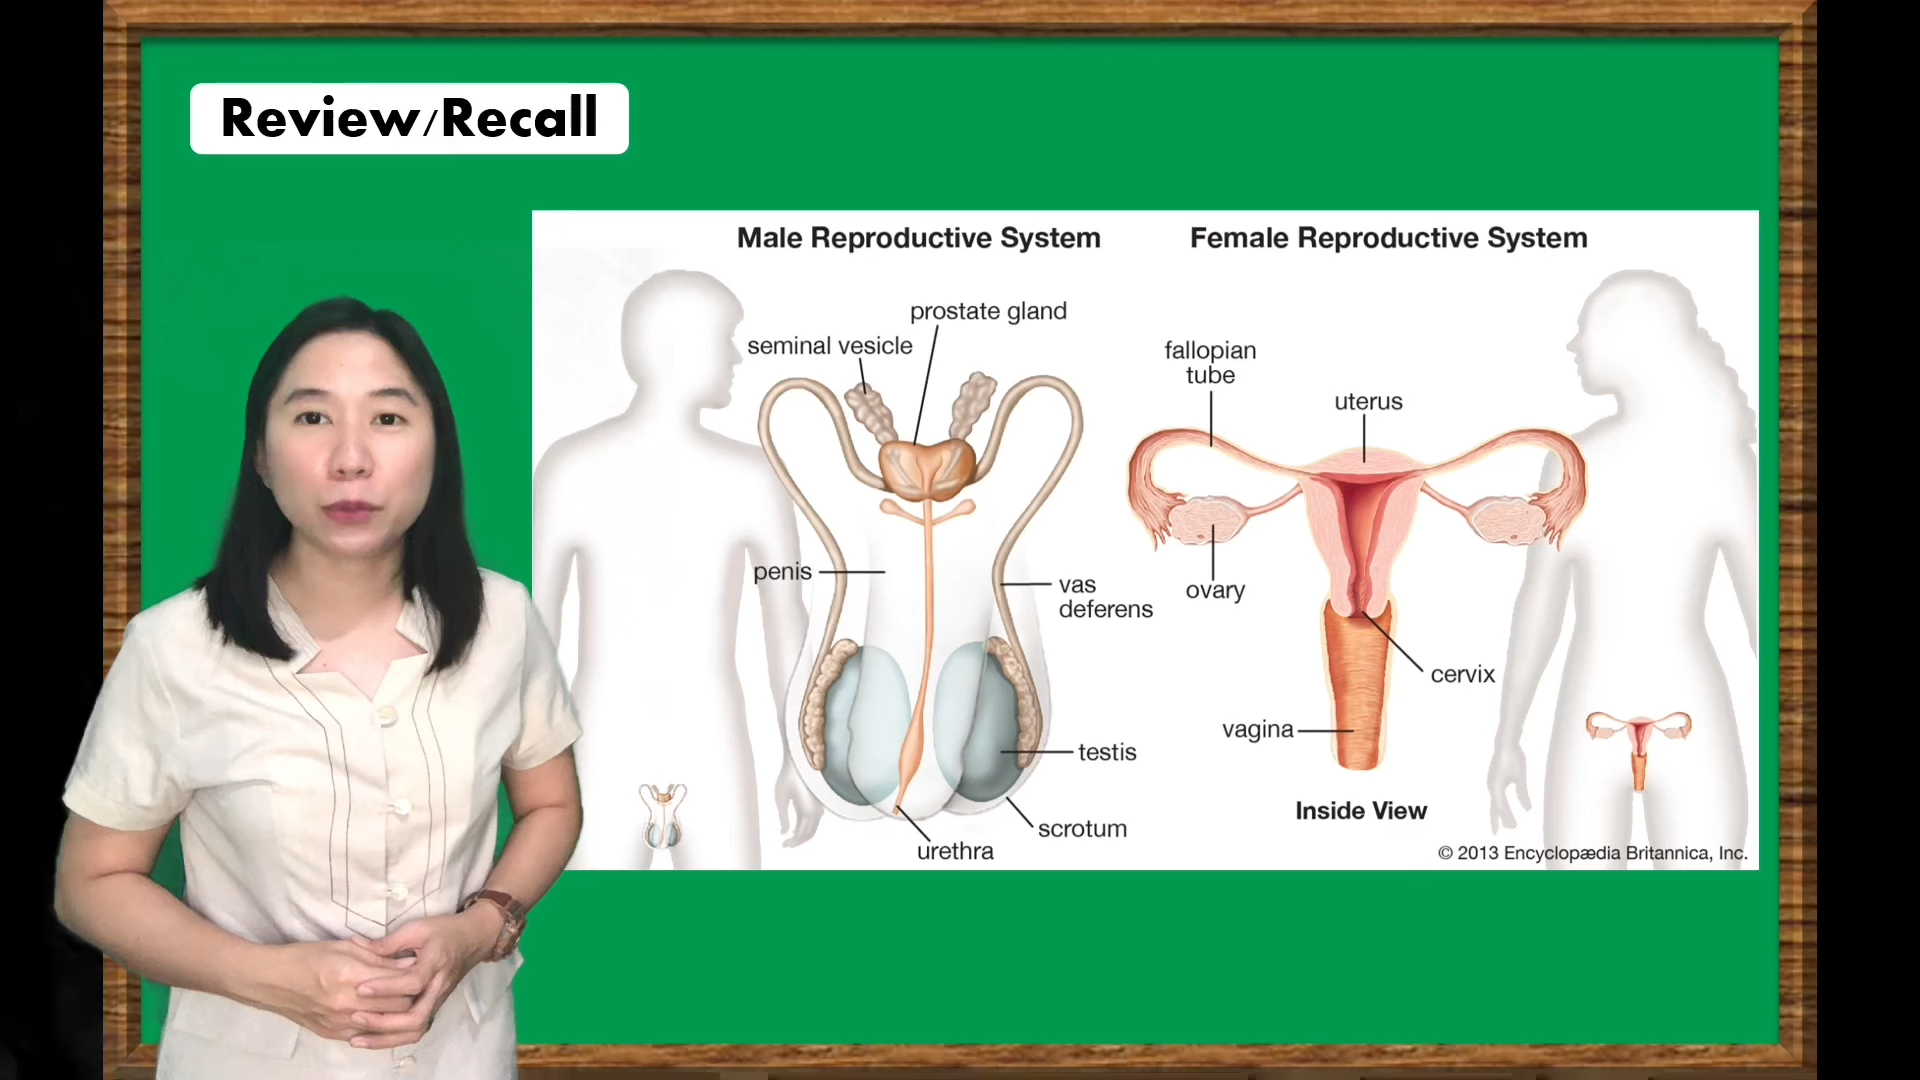 Review/Recall
Male Reproductive System
Female Reproductive System
prostate gland
seminal vesicle
fallopian
tube
uterus
penis
vas
deferens
ovary
cervix
vagina
testis
Inside View
scrotum
urethra
© 2013 Encyclopædia Britannica, Inc.